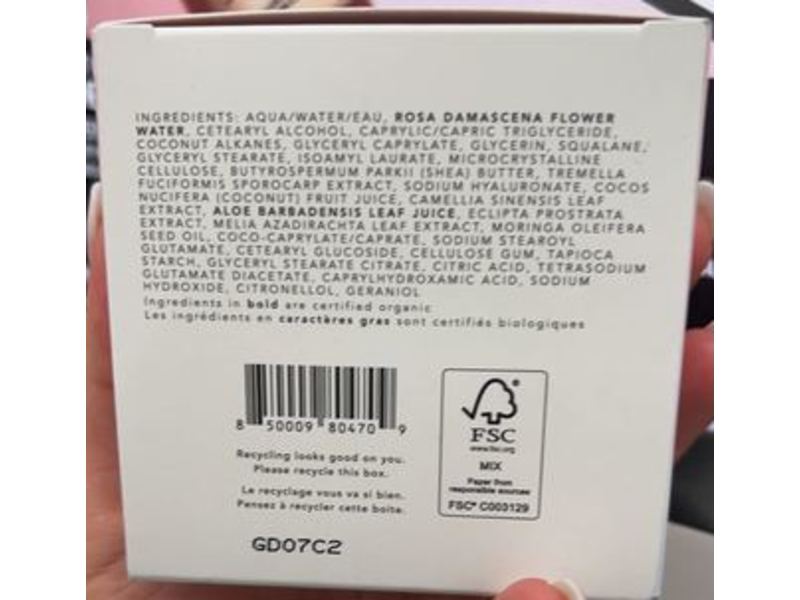 INGREDIENTS: AQUA/WATER/EAU, ROSA DAMASCENA FLOWER
WATER, CETEARYL ALCOHOL, CAPRYLIC/CAPRIC TRIGLYCERIDE,
COCONUT ALKANES, GLYCERYL CAPRYLATE, GLYCERIN, SQUALANE,
GLYCERYL STEARATE, ISOAMYL LAURATE, MICROCRYSTALLINE
CELLULOSE, BUTYROSPERMUM PARKII (SHEA) BUTTER, TREMELLA
FUCIFORMIS SPOROCARP EXTRACT, SODIUM HYALURONATE, COCOS
NUCIFERA (COCONUT) FRUIT JUICE, CAMELLIA SINENSIS LEAF
EXTRACT, ALOE BARBADENSIS LEAF JUICE, ECLIPTA PROSTRATA
EXTRACT, MELIA AZADIRACHTA LEAF EXTRACT, MORINGA OLEIFERA
SEED OIL, COCO-CAPRYLATE/CAPRATE, SODIUM STEAROYL
GLUTAMATE, CETEARYL GLUCOSIDE, CELLULOSE GUM, TAPIOCA
STARCH, GLYCERYL STEARATE CITRATE, CITRIC ACID, TETRASODIUM
GLUTAMATE DIACETATE, CAPRYLHYDROXAMIC ACID, SODIUM
HYDROXIDE, CITRONELLOL, GERANIOL
Ingredients in bold are certified organic
Les ingrédients en caractères gras sont certifiés biologiques
8 50009 80470 9
Recycling looks good on you.
Please recycle this box.
Le recyclage vous va si bien.
Pensez à recycler cette boîte.
GD07C2
®
FSC
www.fsc.org
MIX
Paper from
responsible sources
FSC® C003129